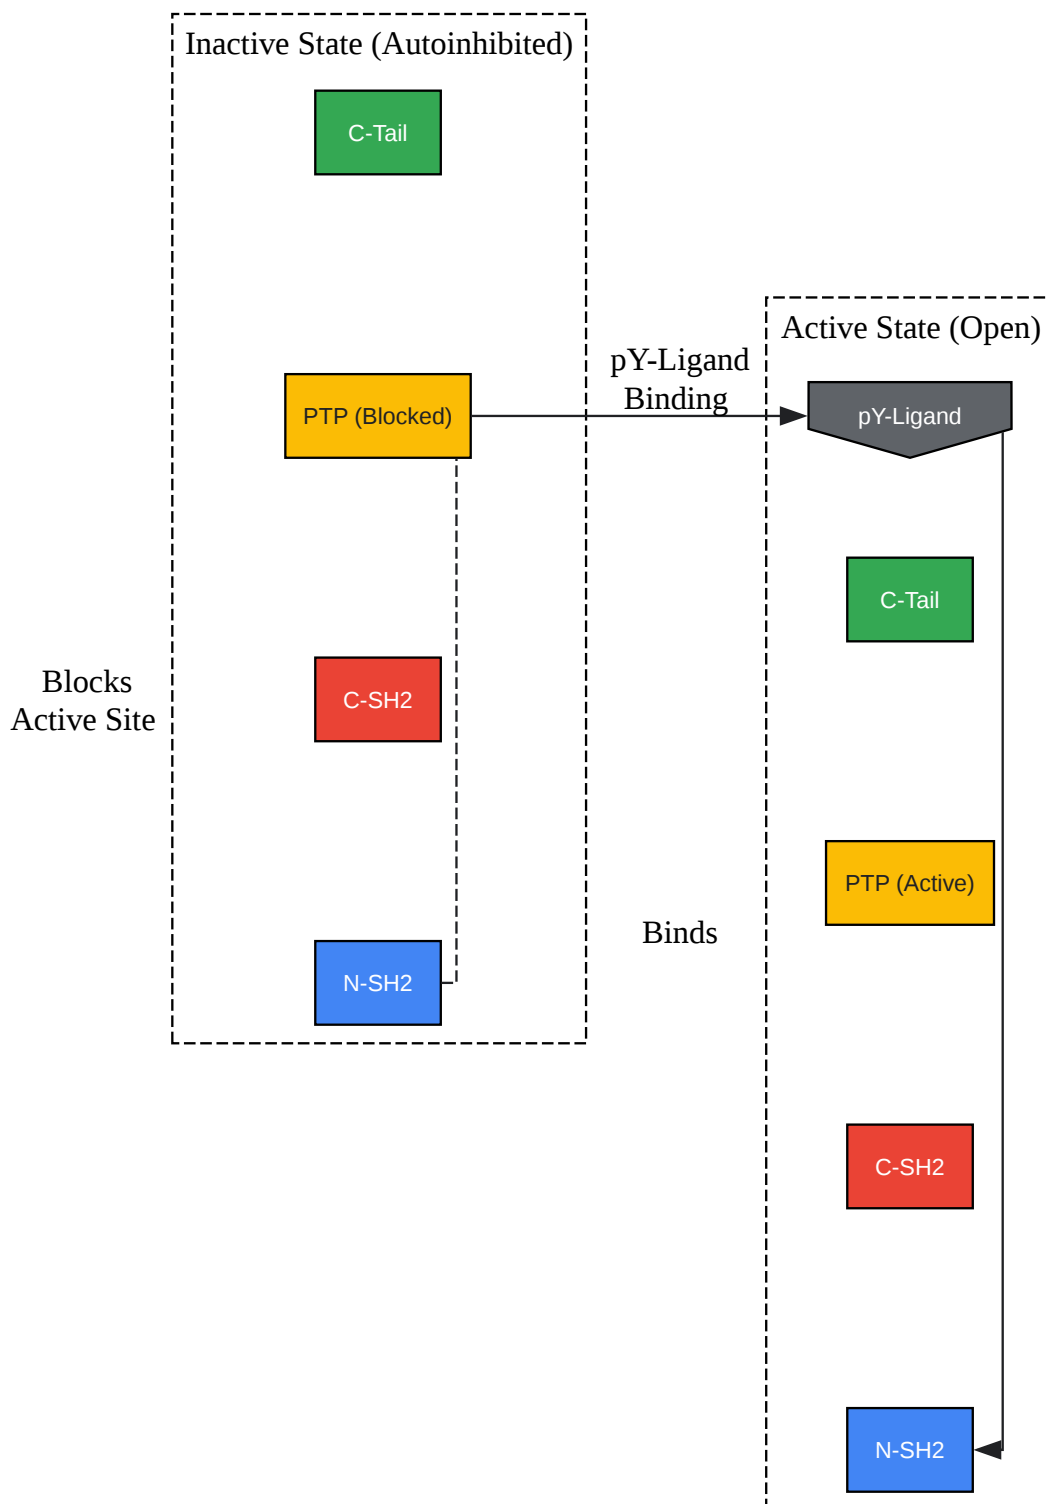 Inactive State (Autoinhibited)
C-Tail
PTP (Blocked)
C-SH2
N-SH2
Blocks
Active Site
pY-Ligand
Binding
Binds
Active State (Open)
pY-Ligand
C-Tail
PTP (Active)
C-SH2
N-SH2